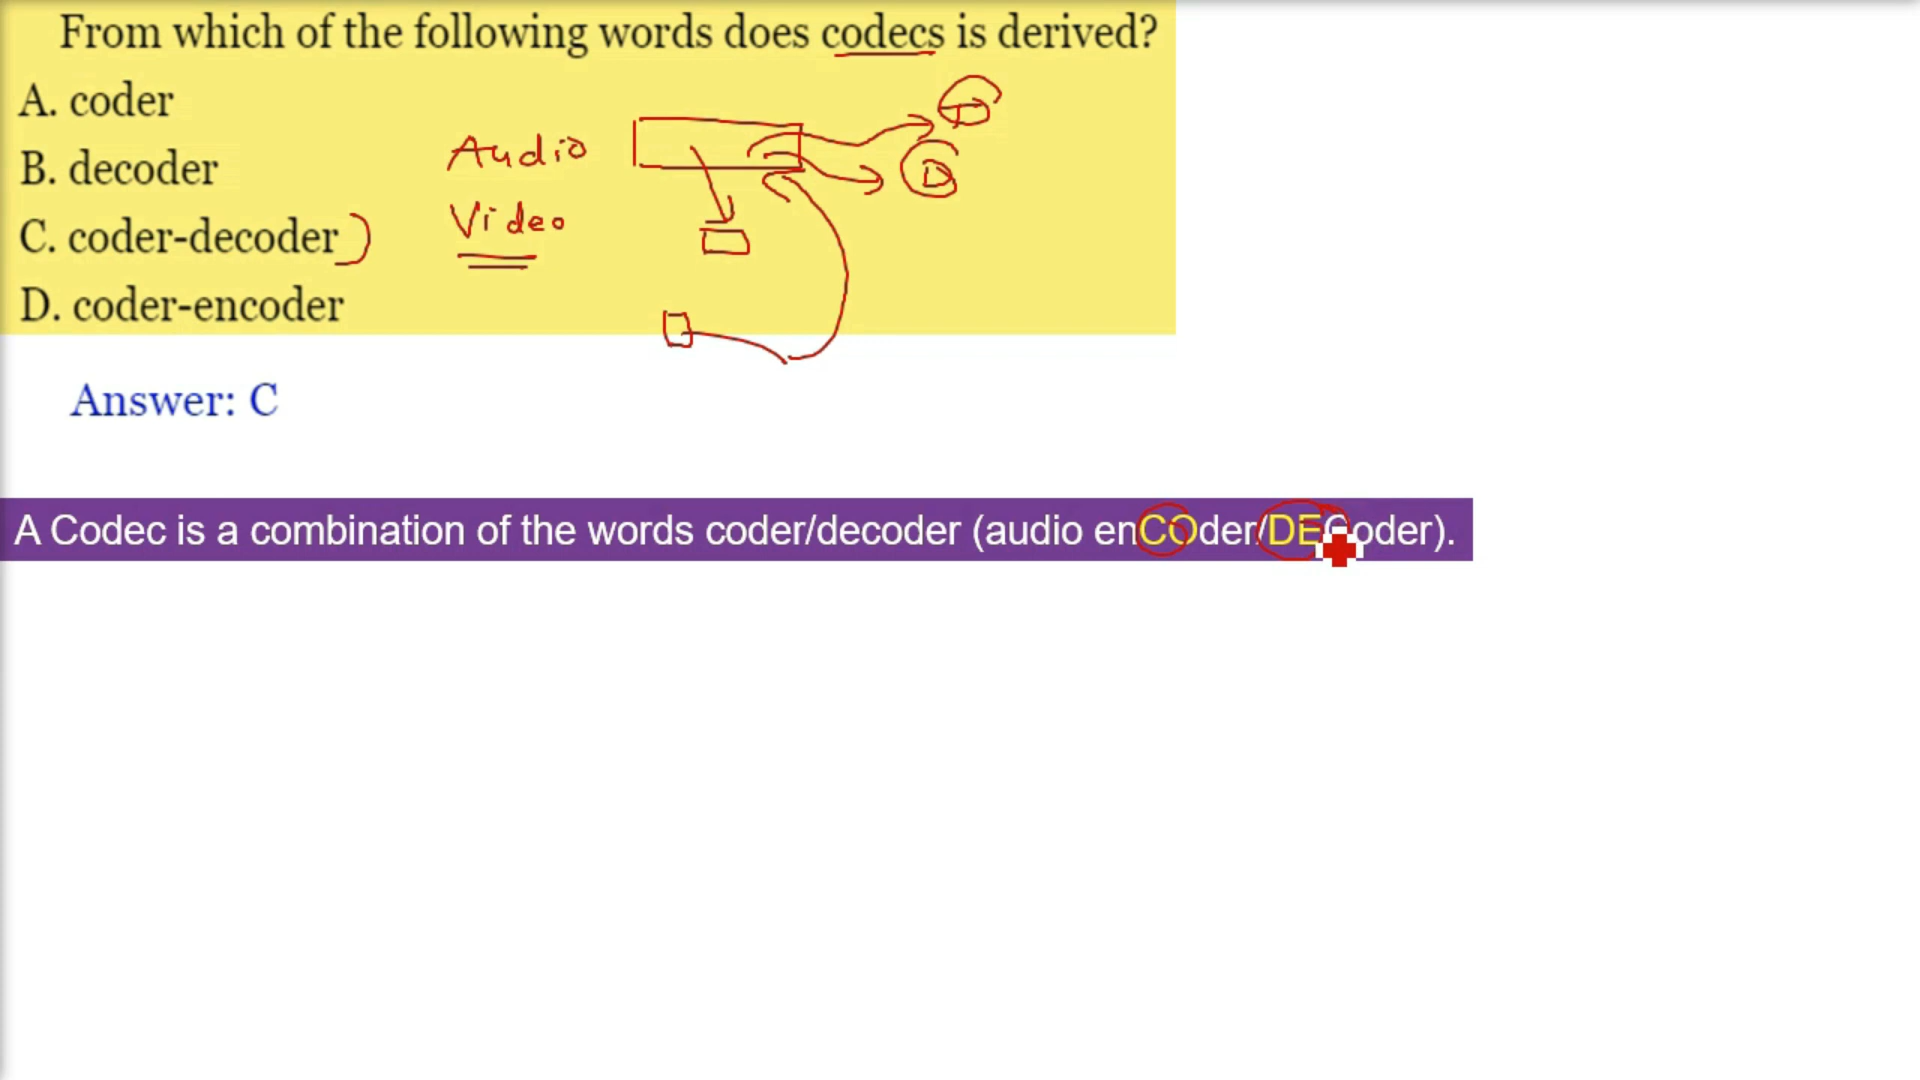 From which of the following words does codecs is derived?
A. coder
B. decoder
C. coder-decoder
D. coder-encoder
Audio
Video
D
Answer: C
A Codec is a combination of the words coder/decoder (audio enCOder/DECoder).